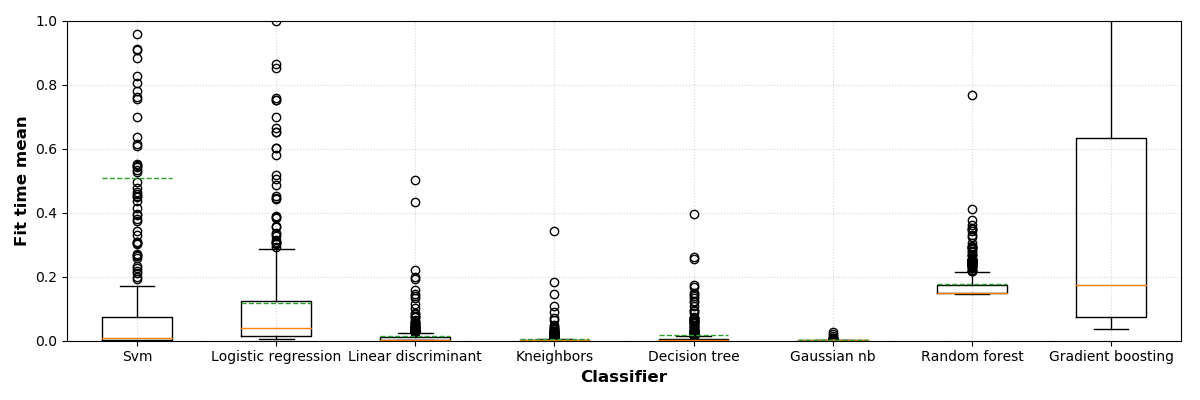 1.0
0.8
0.6
0.4
0.2
0.0
Fit time mean
Svm Logistic regression Linear discriminant Kneighbors Decision tree Gaussian nb Random forest Gradient boosting
Classifier